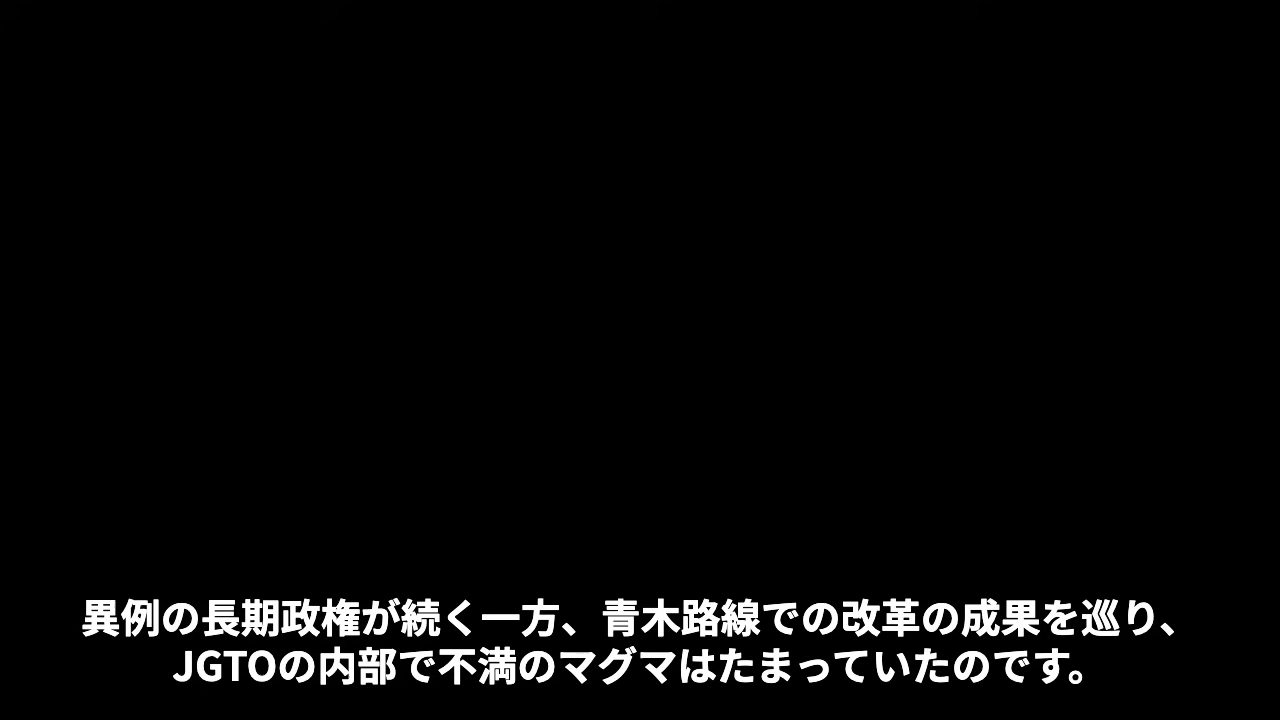 異例の長期政権が続く一方、青木路線での改革の成果を巡り、
JGTOの内部で不満のマグマはたまっていたのです。